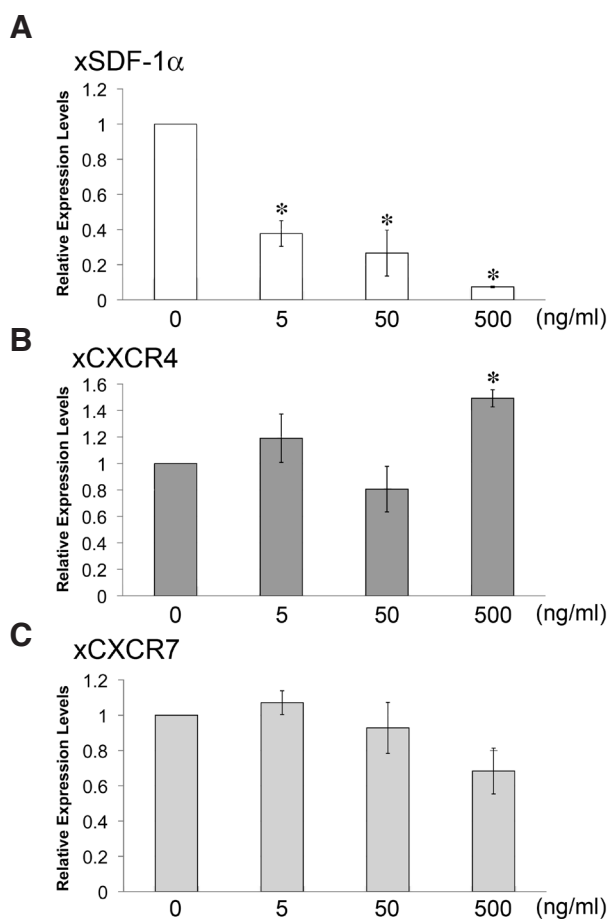 A
xSDF-1α
Relative Expression Levels
1.2
1
0.8
0.6
0.4
0.2
0
* * *
0 5 50 500 (ng/ml)
B
xCXCR4
Relative Expression Levels
1.6
1.4
1.2
1
0.8
0.6
0.4
0.2
0
*
0 5 50 500 (ng/ml)
C
xCXCR7
Relative Expression Levels
1.2
1
0.8
0.6
0.4
0.2
0
0 5 50 500 (ng/ml)